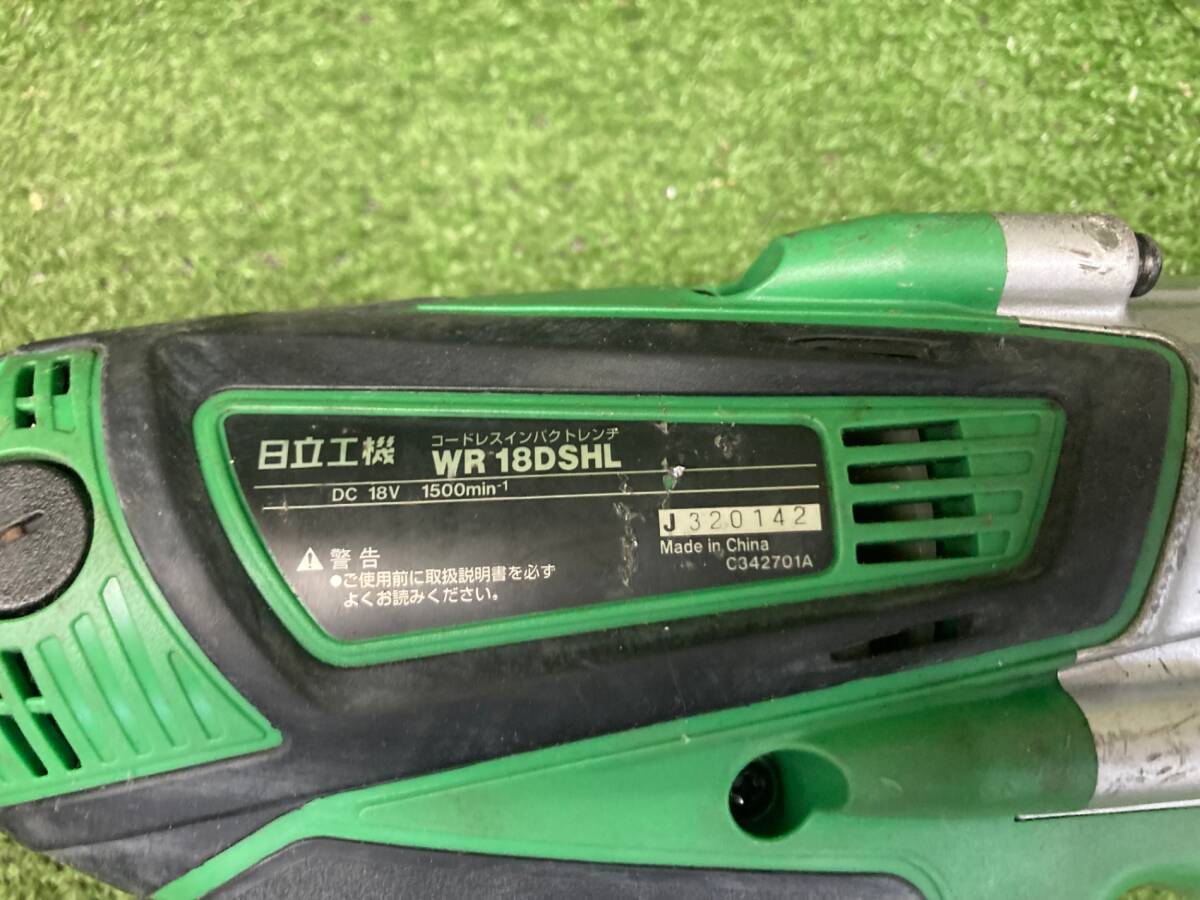 日立工機
コードレスインパクトレンチ
WR 18DSHL
DC 18V 1500min⁻¹
J 320142
Made in China
C342701A
警告
●ご使用前に取扱説明書を必ず
よくお読みください。